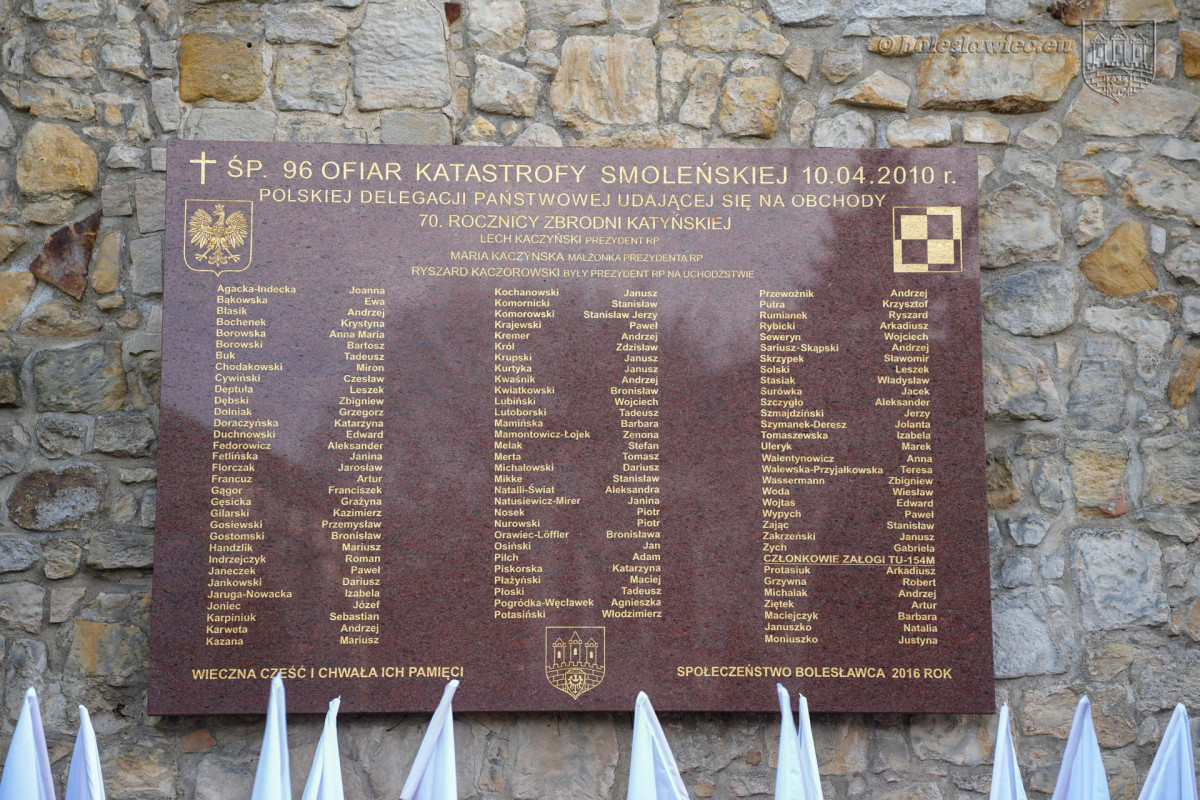 © boleslawiec.eu
ŚP. 96 OFIAR KATASTROFY SMOLEŃSKIEJ 10.04.2010 r.
POLSKIEJ DELEGACJI PAŃSTWOWEJ UDAJĄCEJ SIĘ NA OBCHODY
70. ROCZNICY ZBRODNI KATYŃSKIEJ
LECH KACZYŃSKI PREZYDENT RP
MARIA KACZYŃSKA MAŁŻONKA PREZYDENTA RP
RYSZARD KACZOROWSKI BYŁY PREZYDENT RP NA UCHODŹSTWIE
Agacka-Indecka Joanna
Bąkowska Ewa
Błasik Andrzej
Bochenek Krystyna
Borowska Anna Maria
Borowski Bartosz
Buk Tadeusz
Chodakowski Miron
Cywiński Czesław
Deptuła Leszek
Dębski Zbigniew
Dolniak Grzegorz
Doraczyńska Katarzyna
Duchnowski Edward
Fedorowicz Aleksander
Fetlińska Janina
Florczak Jarosław
Francuz Artur
Gągor Franciszek
Gęsicka Grażyna
Gilarski Kazimierz
Gosiewski Przemysław
Gostomski Bronisław
Handzlik Mariusz
Indrzejczyk Roman
Janeczek Paweł
Jankowski Dariusz
Jaruga-Nowacka Izabela
Joniec Józef
Karpiniuk Sebastian
Karweta Andrzej
Kazana Mariusz
Kochanowski Janusz
Komornicki Stanisław
Komorowski Stanisław Jerzy
Krajewski Paweł
Kremer Andrzej
Król Zdzisław
Krupski Janusz
Kurtyka Janusz
Kwaśnik Andrzej
Kwiatkowski Bronisław
Lubiński Wojciech
Lutoborski Tadeusz
Mamińska Barbara
Mamontowicz-Łojek Zenona
Melak Stefan
Merta Tomasz
Michałowski Dariusz
Mikke Stanisław
Natalli-Świat Aleksandra
Natusiewicz-Mirer Janina
Nosek Piotr
Nurowski Piotr
Orawiec-Löffler Bronisława
Osiński Jan
Pilch Adam
Piskorska Katarzyna
Płażyński Maciej
Płoski Tadeusz
Pogródka-Węcławek Agnieszka
Potasiński Włodzimierz
Przewoźnik Andrzej
Putra Krzysztof
Rumianek Ryszard
Rybicki Arkadiusz
Seweryn Wojciech
Sariusz-Skąpski Andrzej
Skrzypek Sławomir
Solski Leszek
Stasiak Władysław
Surówka Jacek
Szczygło Aleksander
Szmajdziński Jerzy
Szymanek-Deresz Jolanta
Tomaszewska Izabela
Uleryk Marek
Walentynowicz Anna
Walewska-Przyjałkowska Teresa
Wassermann Zbigniew
Woda Wiesław
Wojtas Edward
Wypych Paweł
Zając Stanisław
Zakrzeński Janusz
Zych Gabriela
CZŁONKOWIE ZAŁOGI TU-154M
Protasiuk Arkadiusz
Grzywna Robert
Michalak Andrzej
Ziętek Artur
Maciejczyk Barbara
Januszko Natalia
Moniuszko Justyna
WIECZNA CZEŚĆ I CHWAŁA ICH PAMIĘCI
SPOŁECZEŃSTWO BOLESŁAWCA 2016 ROK